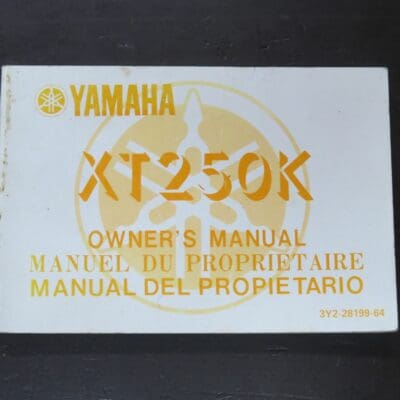 YAMAHA
XT250K
OWNER'S MANUAL
MANUEL DU PROPRIETAIRE
MANUAL DEL PROPIETARIO
3Y2-28199-64